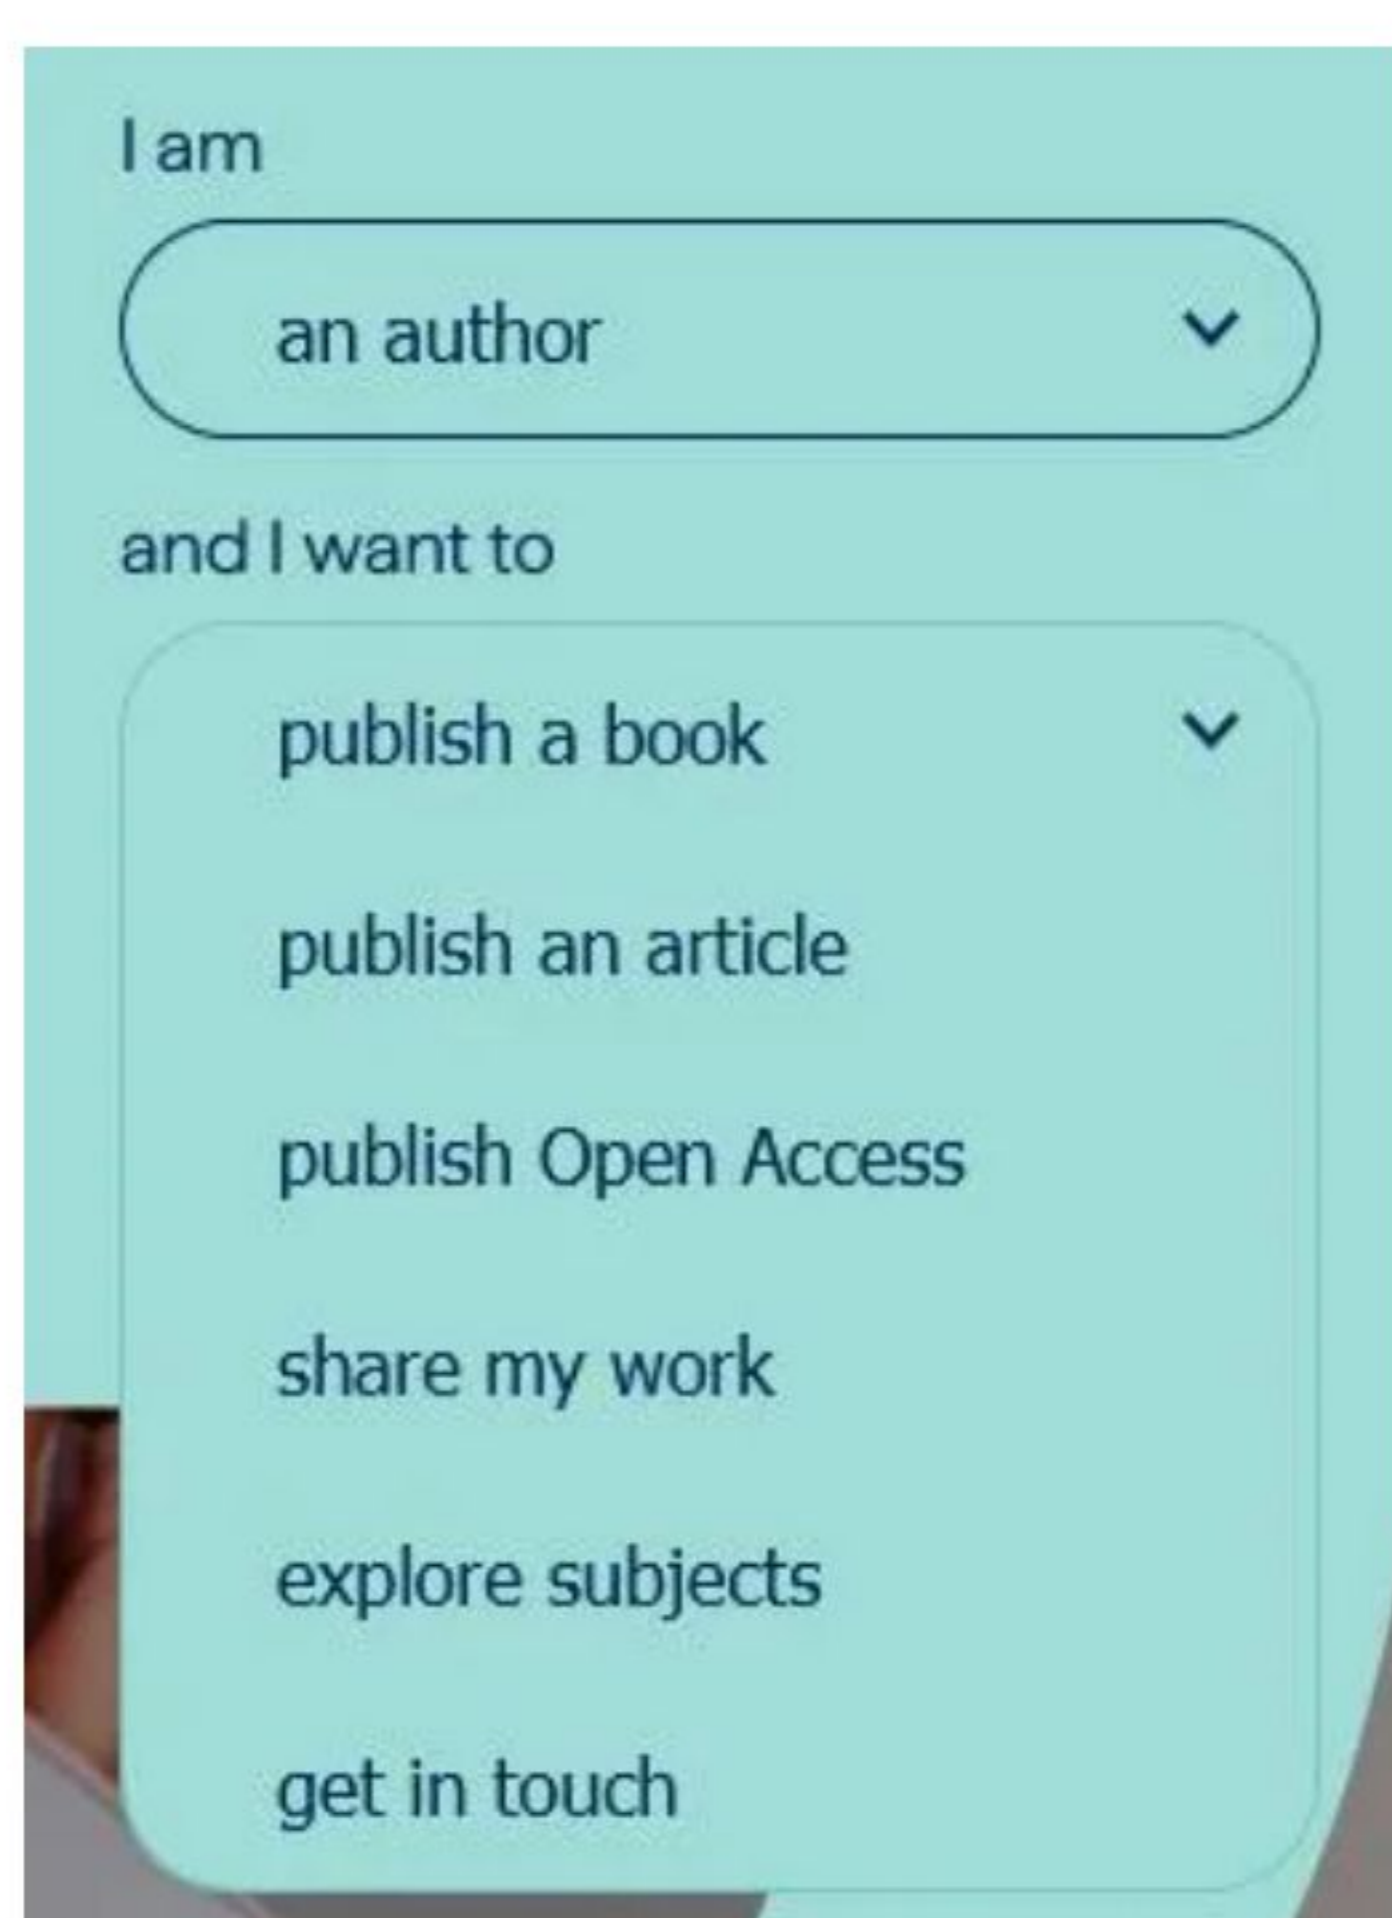 I am
an author
and I want to
publish a book
publish an article
publish Open Access
share my work
explore subjects
get in touch